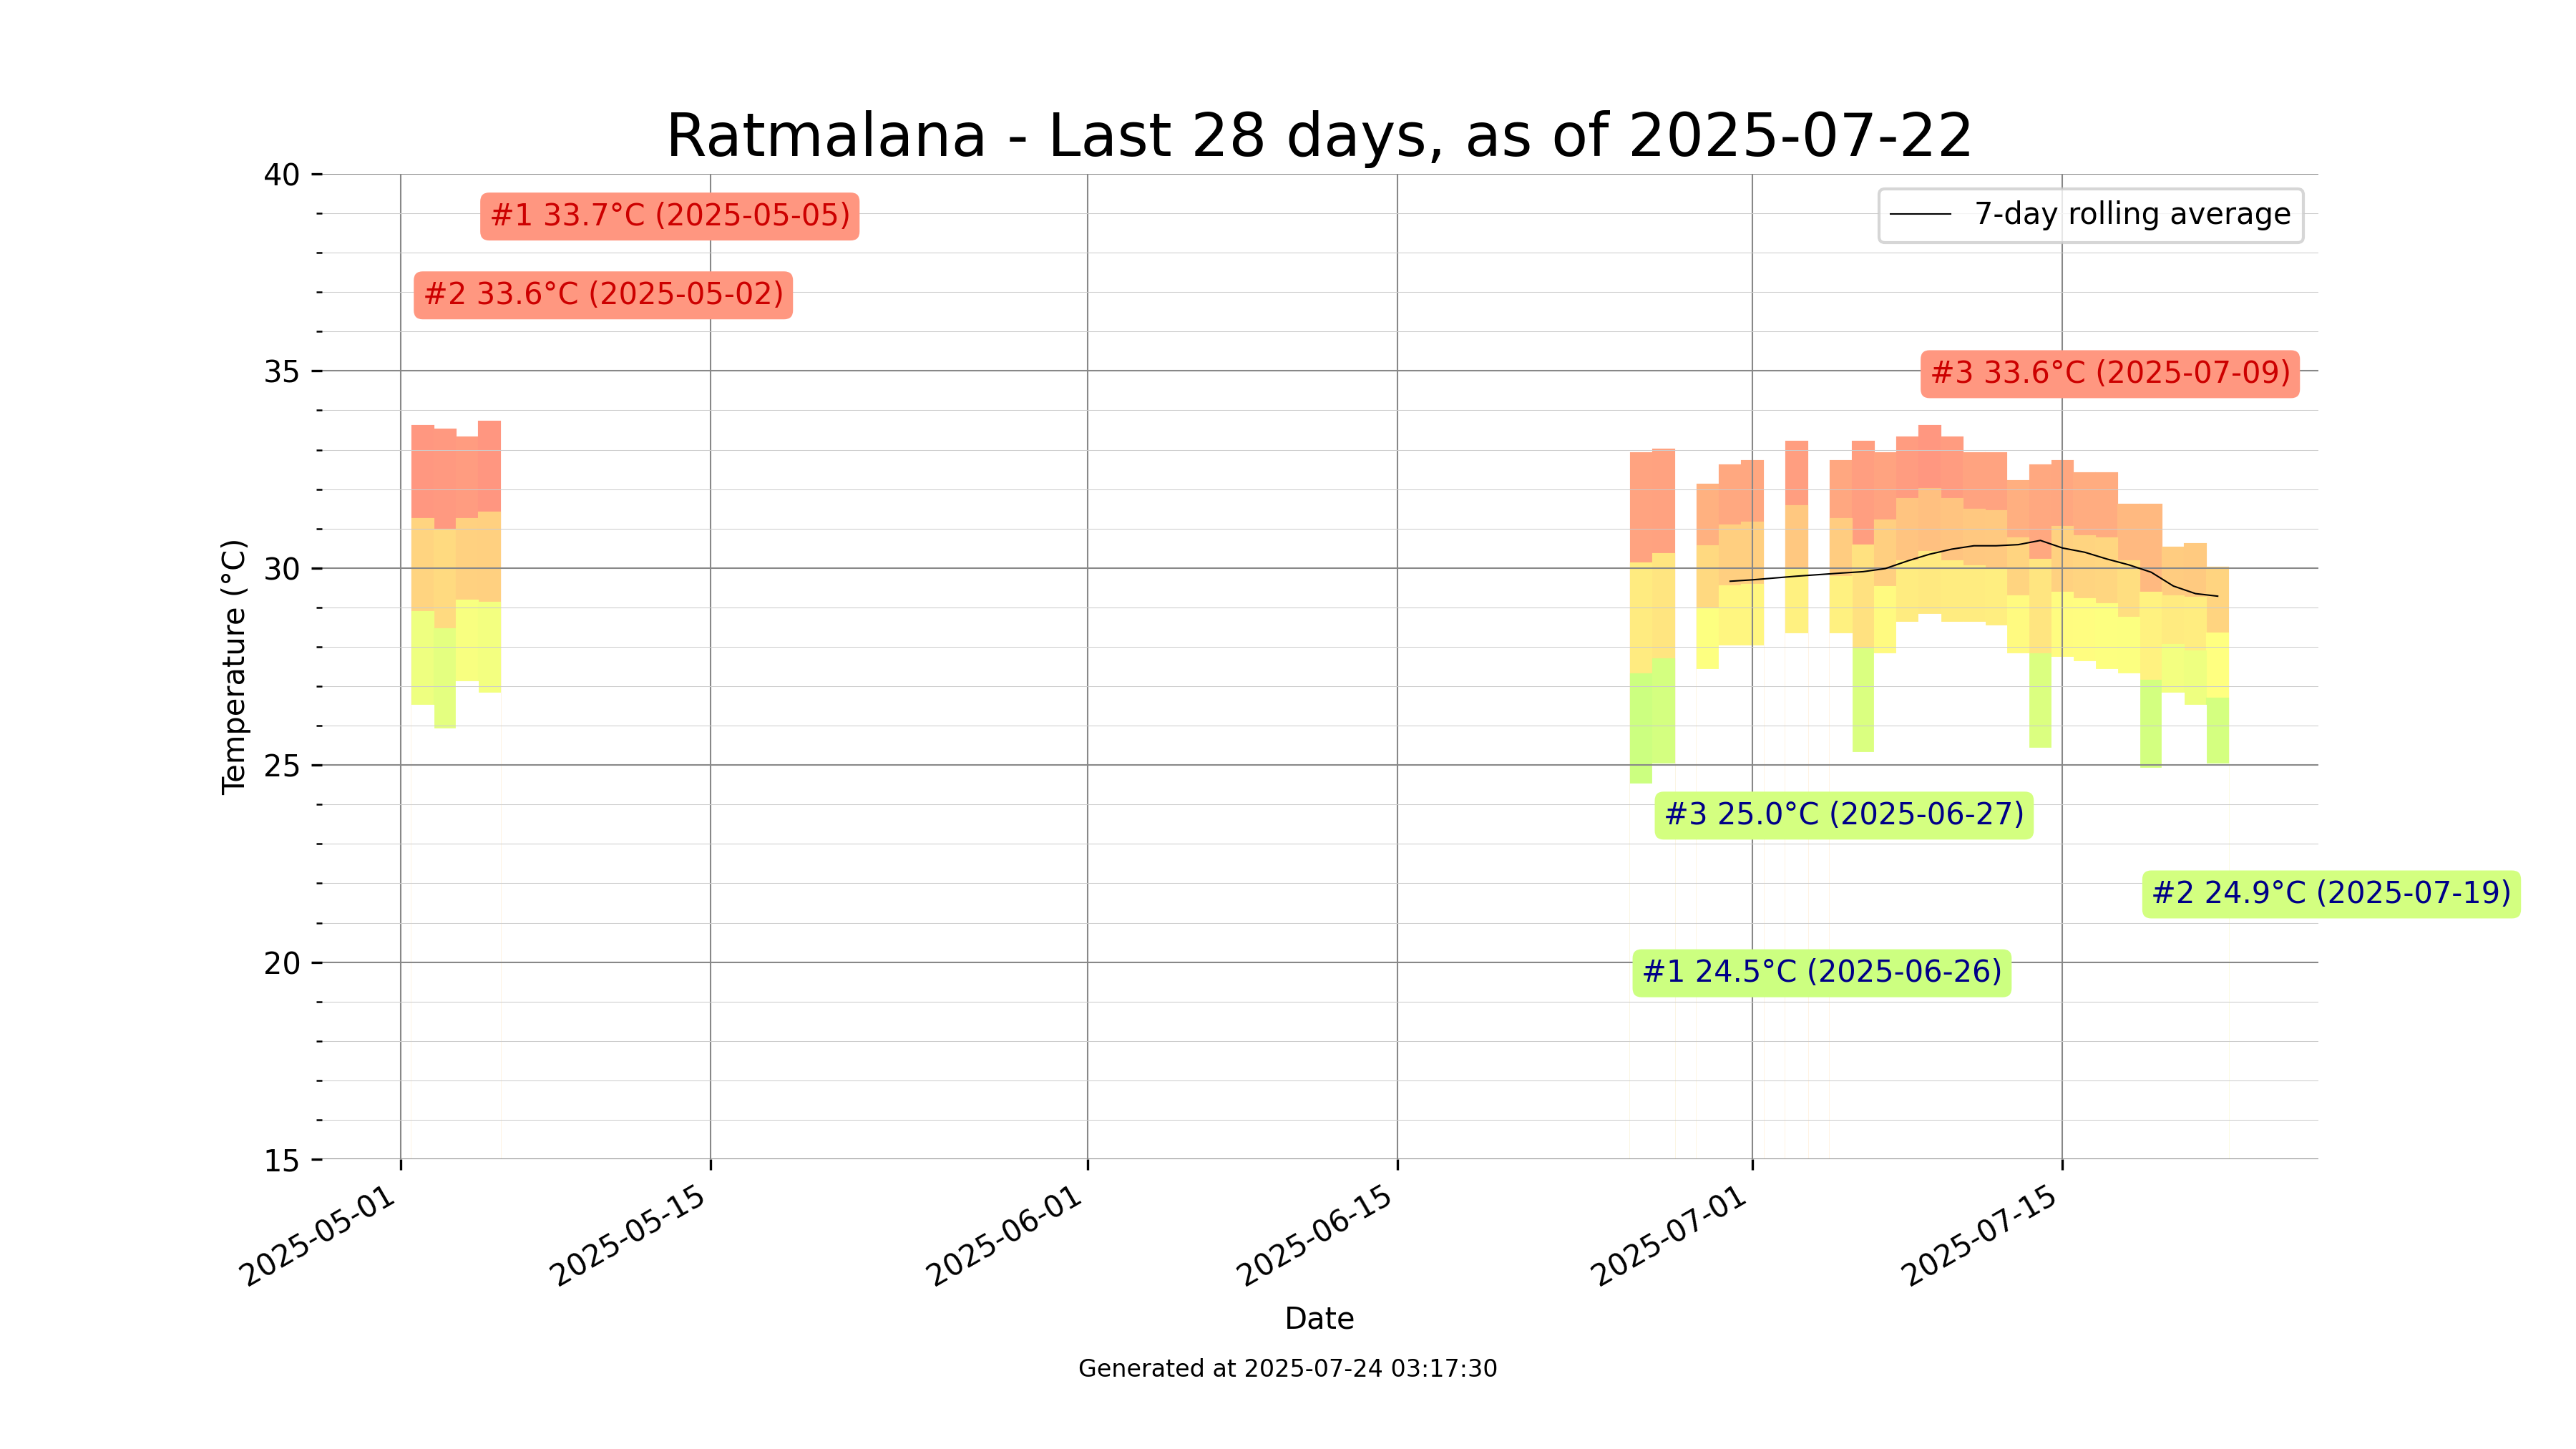 Ratmalana - Last 28 days, as of 2025-07-22
40
#1 33.7°C (2025-05-05)
7-day rolling average
#2 33.6°C (2025-05-02)
35
#3 33.6°C (2025-07-09)
30
Temperature (°C)
25
#3 25.0°C (2025-06-27)
#2 24.9°C (2025-07-19)
20
#1 24.5°C (2025-06-26)
15
2025-05-01
2025-05-15
2025-06-01
2025-06-15
2025-07-01
2025-07-15
Date
Generated at 2025-07-24 03:17:30